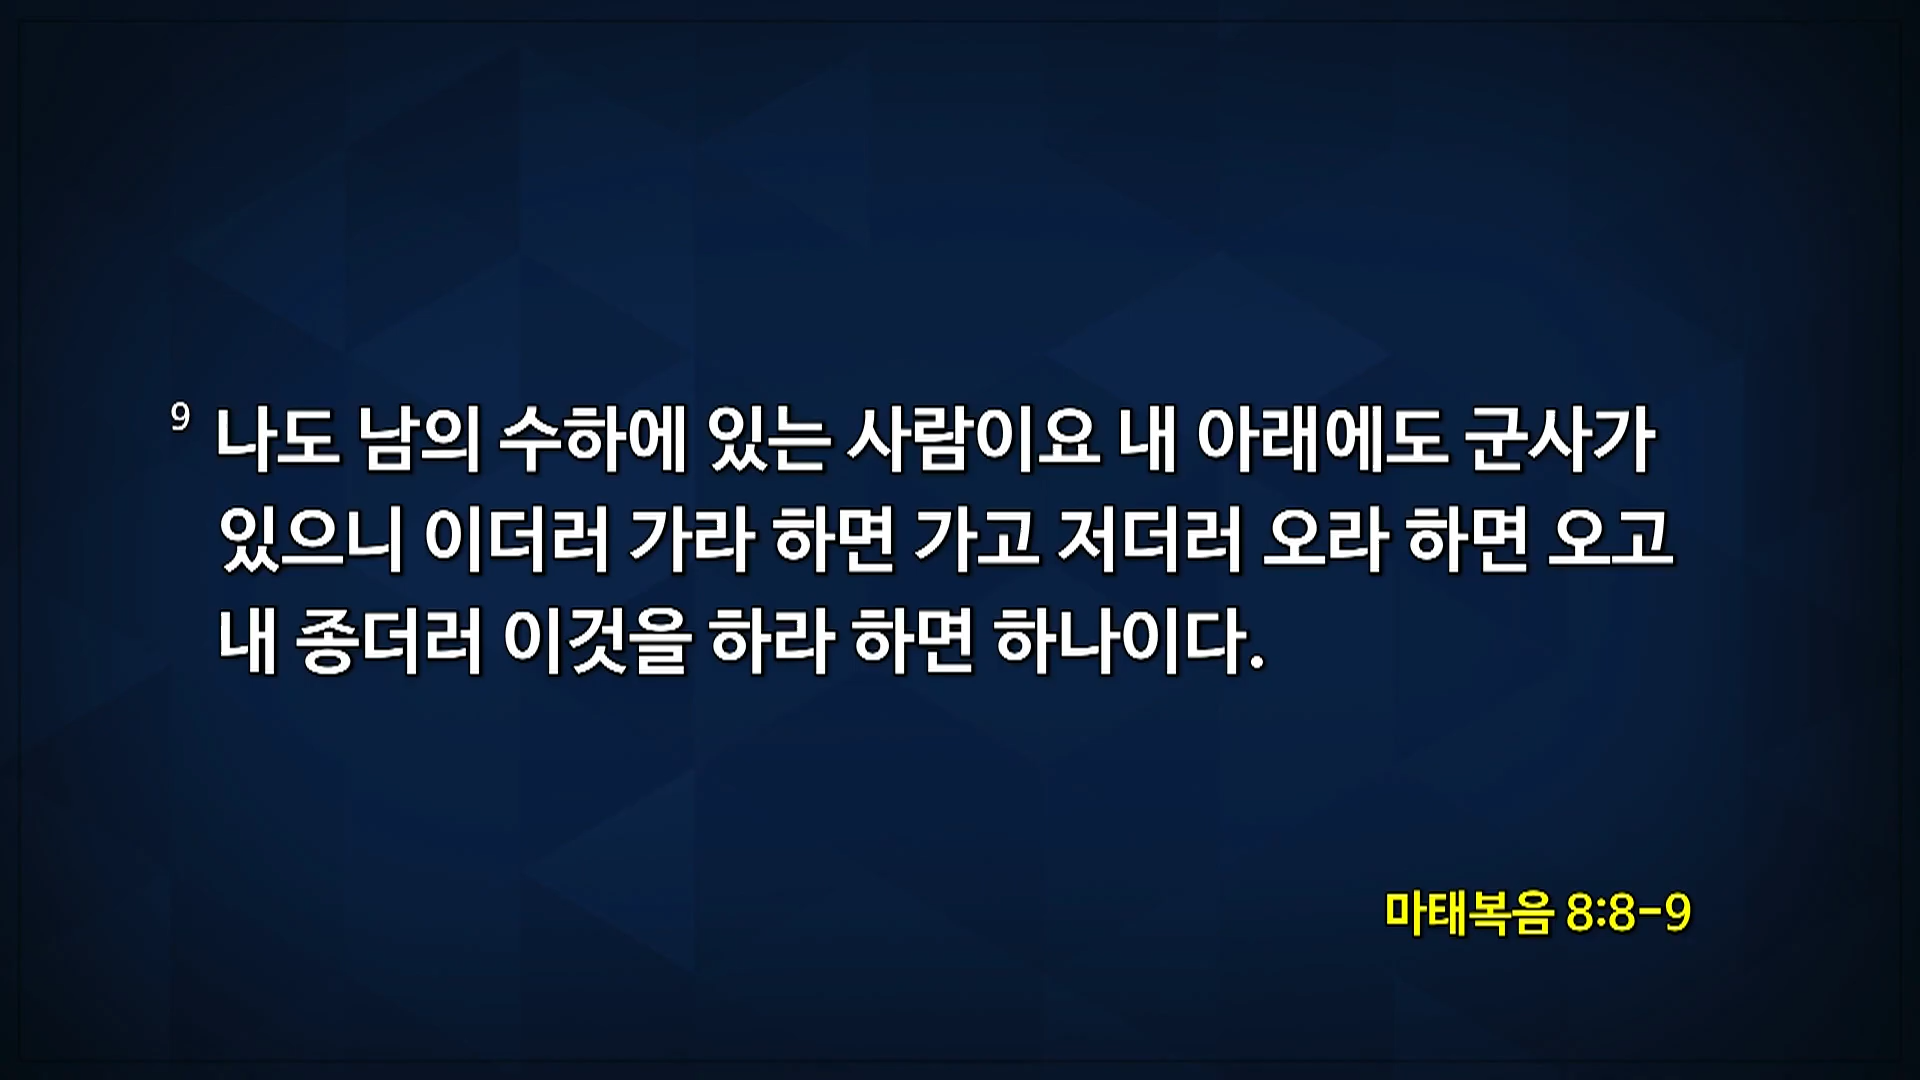 9 나도 남의 수하에 있는 사람이요 내 아래에도 군사가
있으니 이더러 가라 하면 가고 저더러 오라 하면 오고
내 종더러 이것을 하라 하면 하나이다.
마태복음 8:8-9